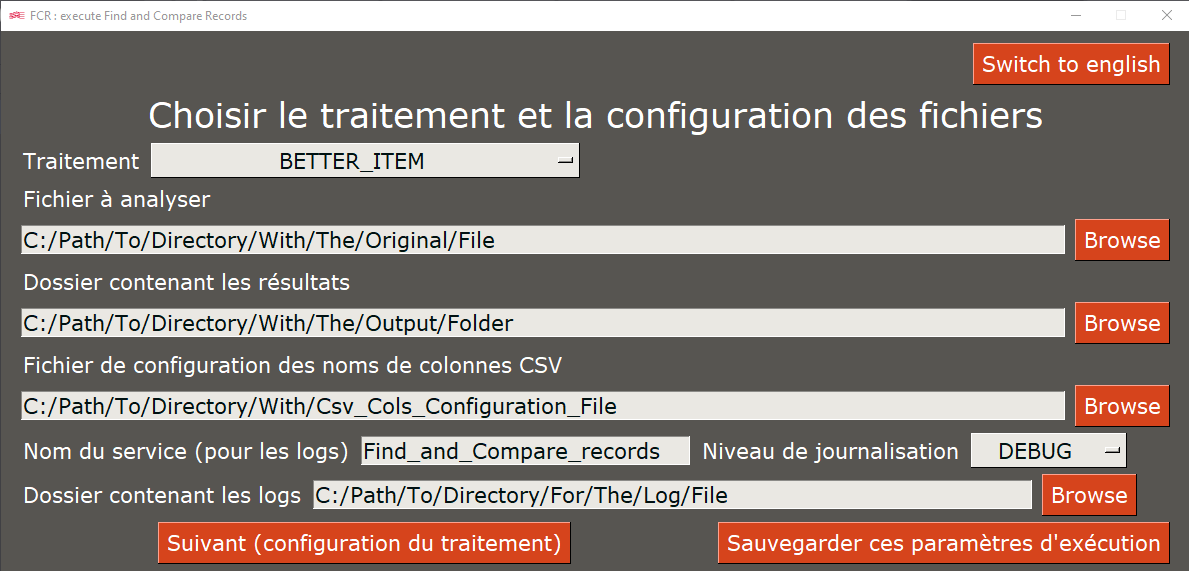 FCR : execute Find and Compare Records
Switch to english
Choisir le traitement et la configuration des fichiers
Traitement BETTER_ITEM
Fichier à analyser
C:/Path/To/Directory/With/The/Original/File Browse
Dossier contenant les résultats
C:/Path/To/Directory/With/The/Output/Folder Browse
Fichier de configuration des noms de colonnes CSV
C:/Path/To/Directory/With/Csv_Cols_Configuration_File Browse
Nom du service (pour les logs) Find_and_Compare_records Niveau de journalisation DEBUG
Dossier contenant les logs C:/Path/To/Directory/For/The/Log/File Browse
Suivant (configuration du traitement) Sauvegarder ces paramètres d'exécution